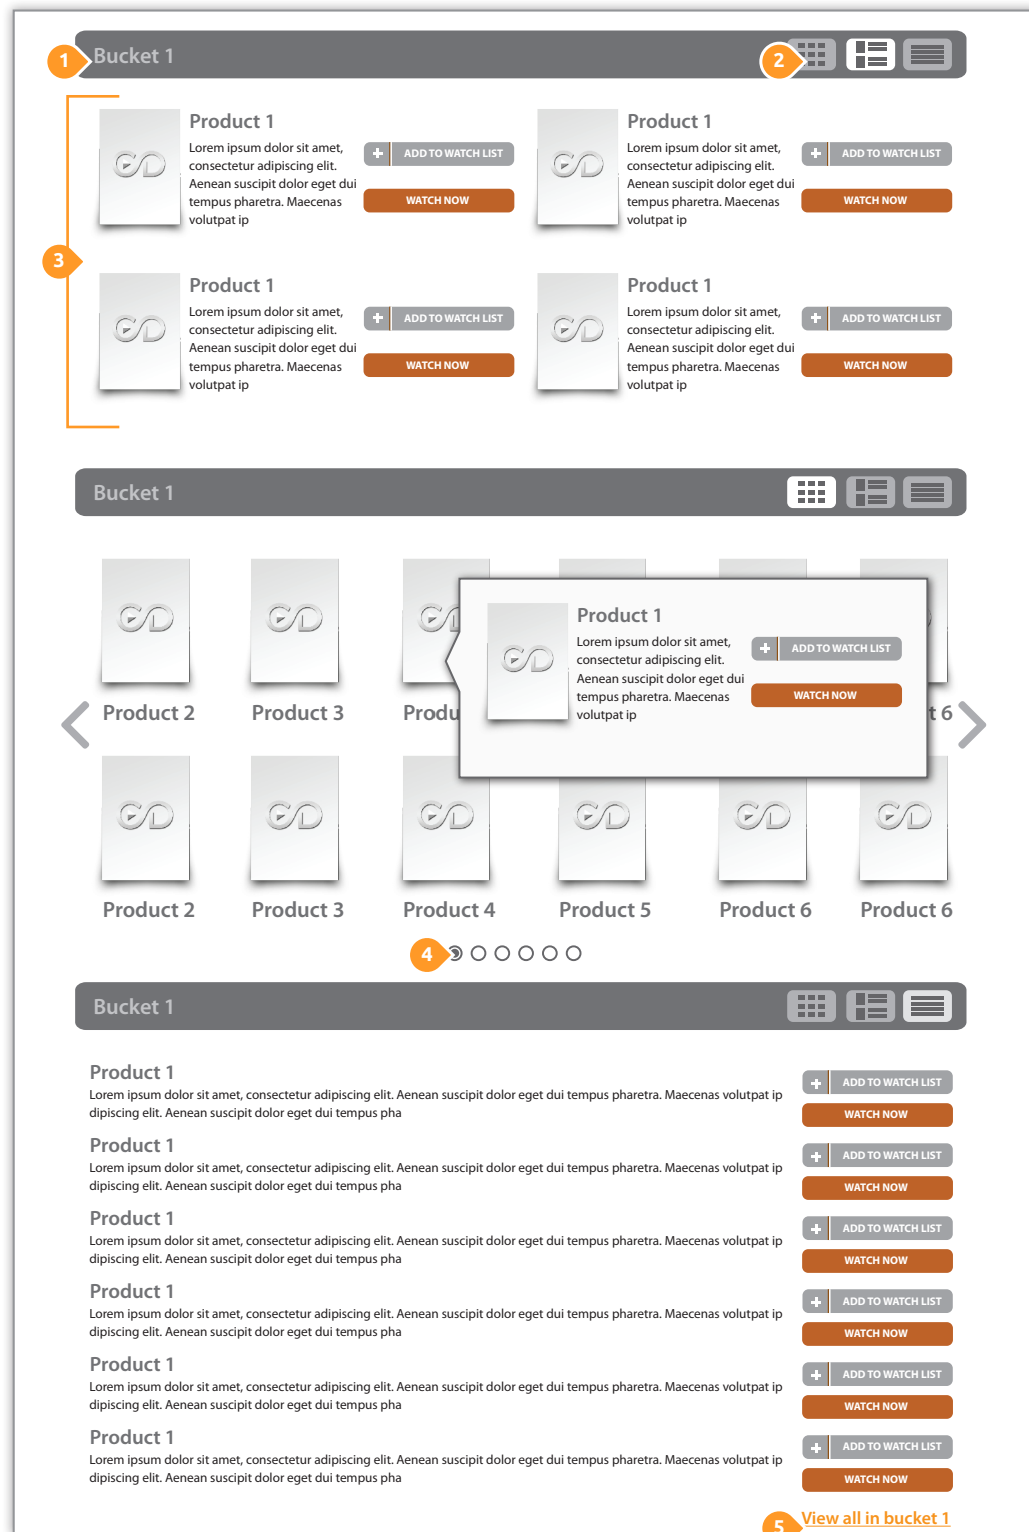 1 Bucket 1 2
Product 1
Lorem ipsum dolor sit amet,
consectetur adipiscing elit.
Aenean suscipit dolor eget dui
tempus pharetra. Maecenas
volutpat ip
ADD TO WATCH LIST
WATCH NOW
Product 1
Lorem ipsum dolor sit amet,
consectetur adipiscing elit.
Aenean suscipit dolor eget dui
tempus pharetra. Maecenas
volutpat ip
ADD TO WATCH LIST
WATCH NOW
3
Product 1
Lorem ipsum dolor sit amet,
consectetur adipiscing elit.
Aenean suscipit dolor eget dui
tempus pharetra. Maecenas
volutpat ip
ADD TO WATCH LIST
WATCH NOW
Product 1
Lorem ipsum dolor sit amet,
consectetur adipiscing elit.
Aenean suscipit dolor eget dui
tempus pharetra. Maecenas
volutpat ip
ADD TO WATCH LIST
WATCH NOW
Bucket 1
Product 1
Lorem ipsum dolor sit amet,
consectetur adipiscing elit.
Aenean suscipit dolor eget dui
tempus pharetra. Maecenas
volutpat ip
ADD TO WATCH LIST
WATCH NOW
Product 2 Product 3 Produ t 6
Product 2 Product 3 Product 4 Product 5 Product 6 Product 6
4
Bucket 1
Product 1
Lorem ipsum dolor sit amet, consectetur adipiscing elit. Aenean suscipit dolor eget dui tempus pharetra. Maecenas volutpat ip
dipiscing elit. Aenean suscipit dolor eget dui tempus pha
ADD TO WATCH LIST
WATCH NOW
Product 1
Lorem ipsum dolor sit amet, consectetur adipiscing elit. Aenean suscipit dolor eget dui tempus pharetra. Maecenas volutpat ip
dipiscing elit. Aenean suscipit dolor eget dui tempus pha
ADD TO WATCH LIST
WATCH NOW
Product 1
Lorem ipsum dolor sit amet, consectetur adipiscing elit. Aenean suscipit dolor eget dui tempus pharetra. Maecenas volutpat ip
dipiscing elit. Aenean suscipit dolor eget dui tempus pha
ADD TO WATCH LIST
WATCH NOW
Product 1
Lorem ipsum dolor sit amet, consectetur adipiscing elit. Aenean suscipit dolor eget dui tempus pharetra. Maecenas volutpat ip
dipiscing elit. Aenean suscipit dolor eget dui tempus pha
ADD TO WATCH LIST
WATCH NOW
Product 1
Lorem ipsum dolor sit amet, consectetur adipiscing elit. Aenean suscipit dolor eget dui tempus pharetra. Maecenas volutpat ip
dipiscing elit. Aenean suscipit dolor eget dui tempus pha
ADD TO WATCH LIST
WATCH NOW
Product 1
Lorem ipsum dolor sit amet, consectetur adipiscing elit. Aenean suscipit dolor eget dui tempus pharetra. Maecenas volutpat ip
dipiscing elit. Aenean suscipit dolor eget dui tempus pha
ADD TO WATCH LIST
WATCH NOW
5 View all in bucket 1